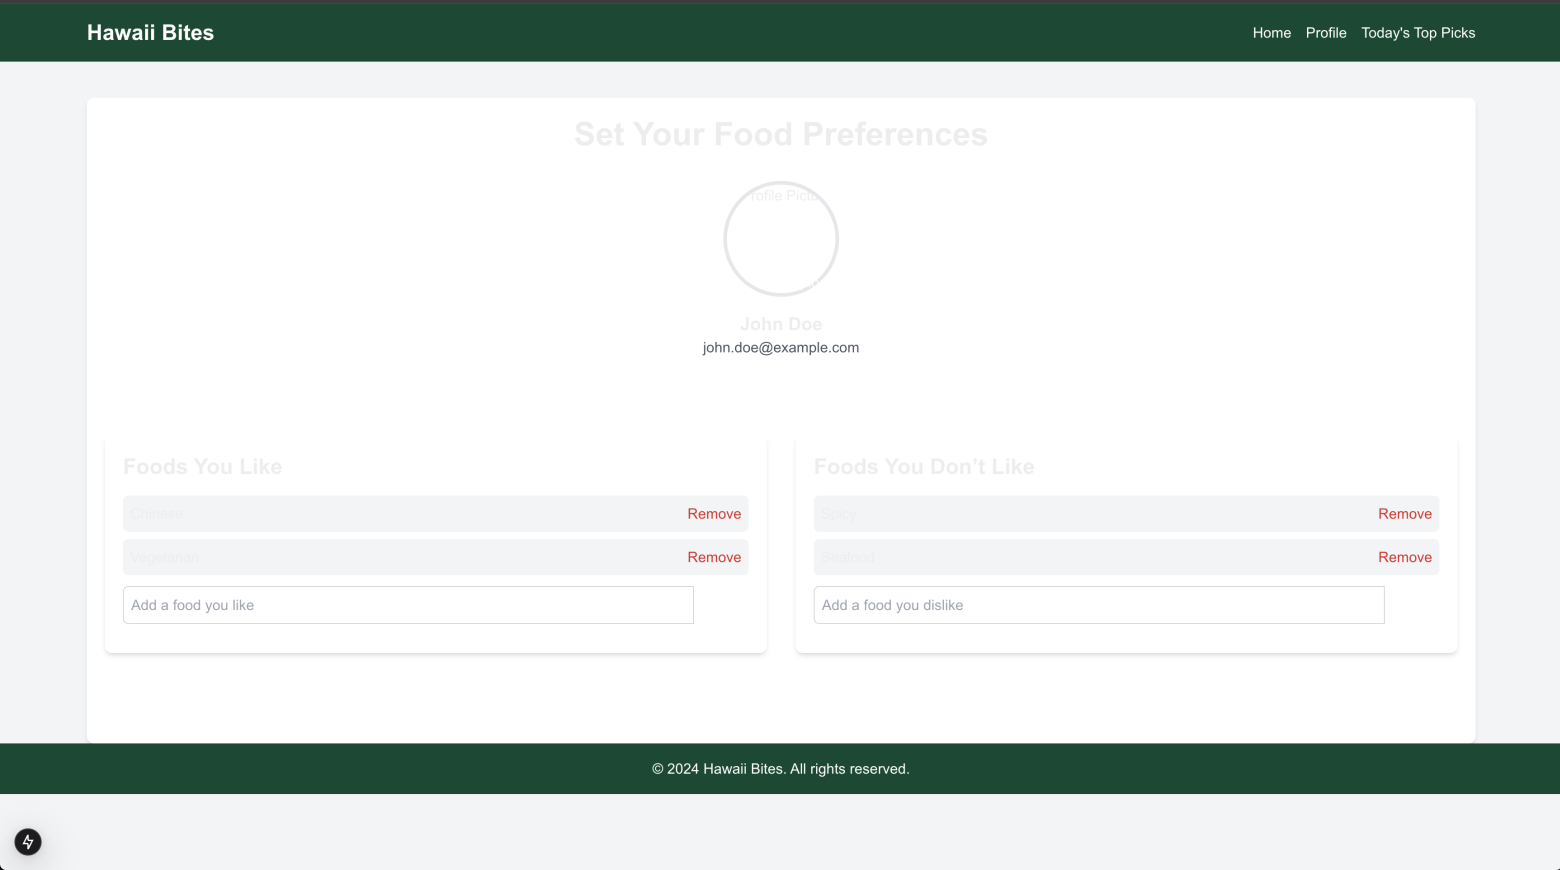 Hawaii Bites
Home Profile Today's Top Picks
Set Your Food Preferences
rofile Pictu
John Doe
john.doe@example.com
Foods You Like
Chinese Remove
Vegetarian Remove
Add a food you like
Foods You Don’t Like
Spicy Remove
Seafood Remove
Add a food you dislike
© 2024 Hawaii Bites. All rights reserved.